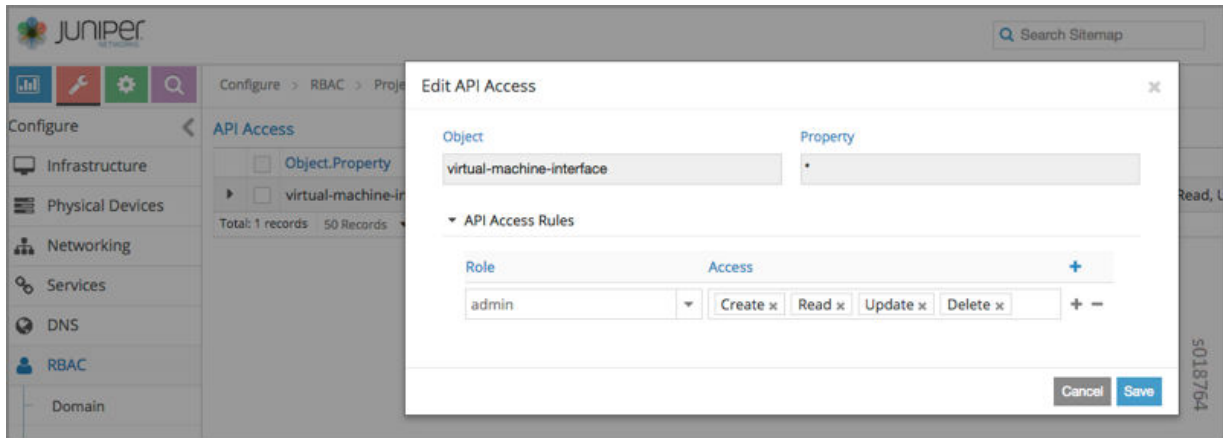 JUNIPER
NETWORKS
Search Sitemap
Configure > RBAC > Proje
Edit API Access
Configure
API Access
Object
Property
Object.Property
virtual-machine-interface
*
Infrastructure
virtual-machine-in
Read, U
Physical Devices
Total: 1 records 50 Records
API Access Rules
Networking
Role
Access
Services
admin
Create Read Update Delete
DNS
RBAC
Domain
Cancel
Save
s018764